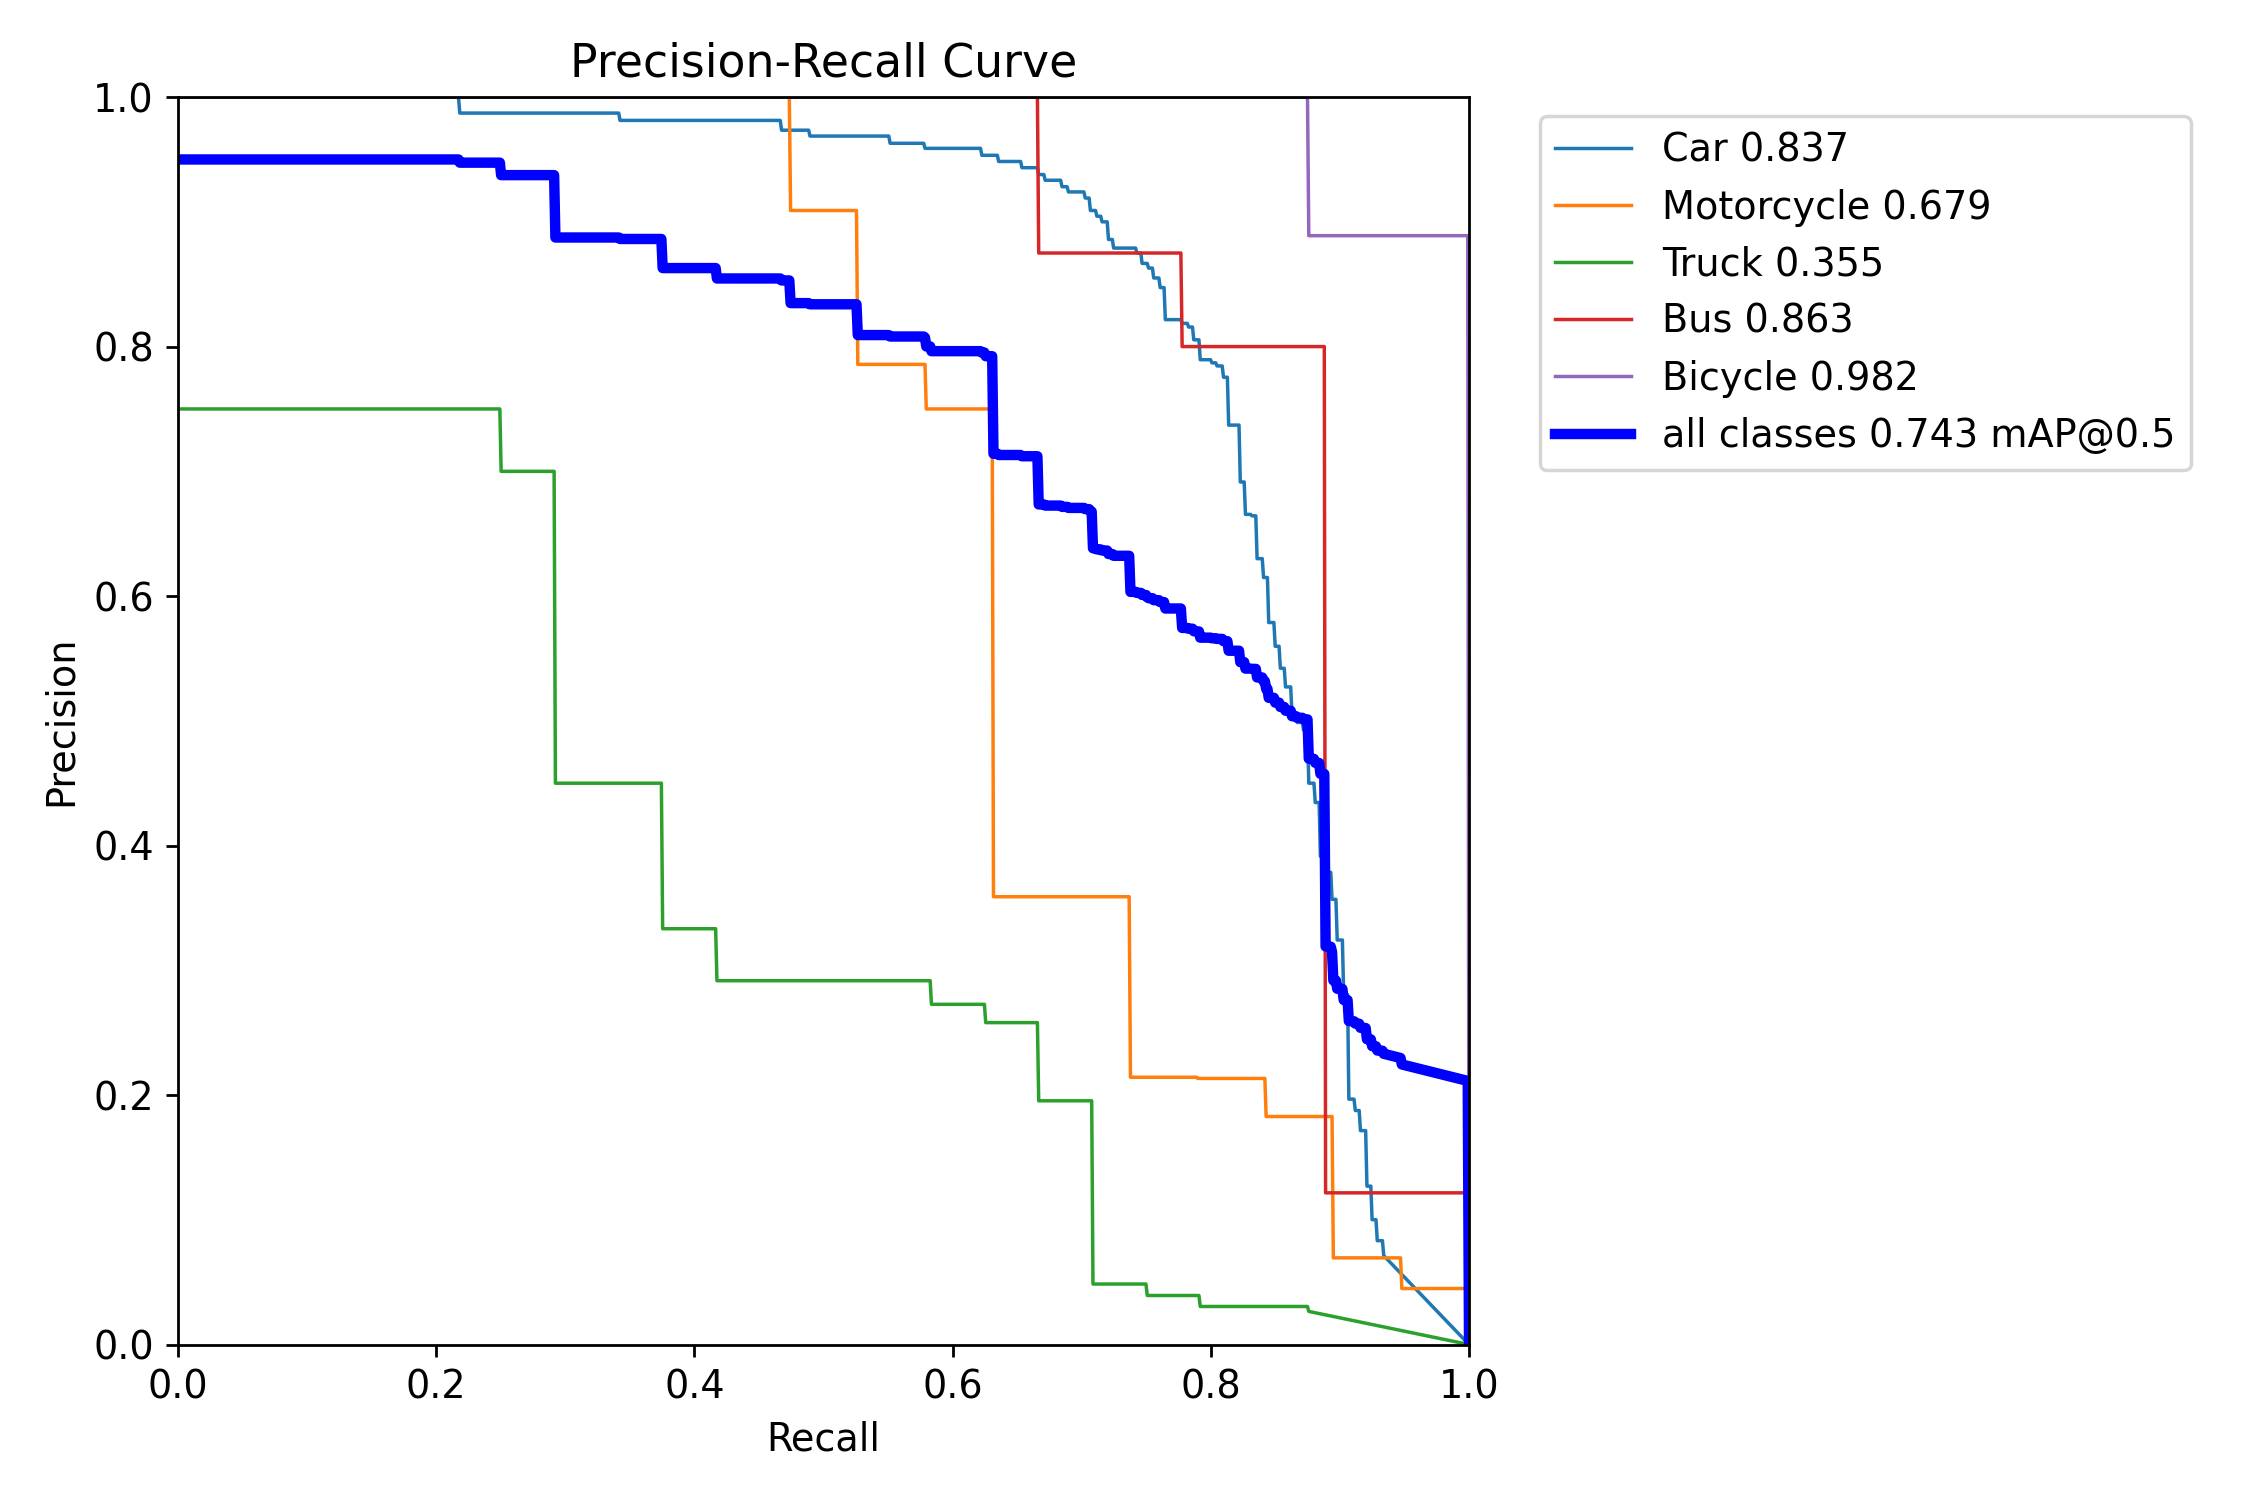 Precision-Recall Curve
1.0
0.8
0.6
0.4
0.2
0.0
Precision
0.0 0.2 0.4 0.6 0.8 1.0
Recall
Car 0.837
Motorcycle 0.679
Truck 0.355
Bus 0.863
Bicycle 0.982
all classes 0.743 mAP@0.5